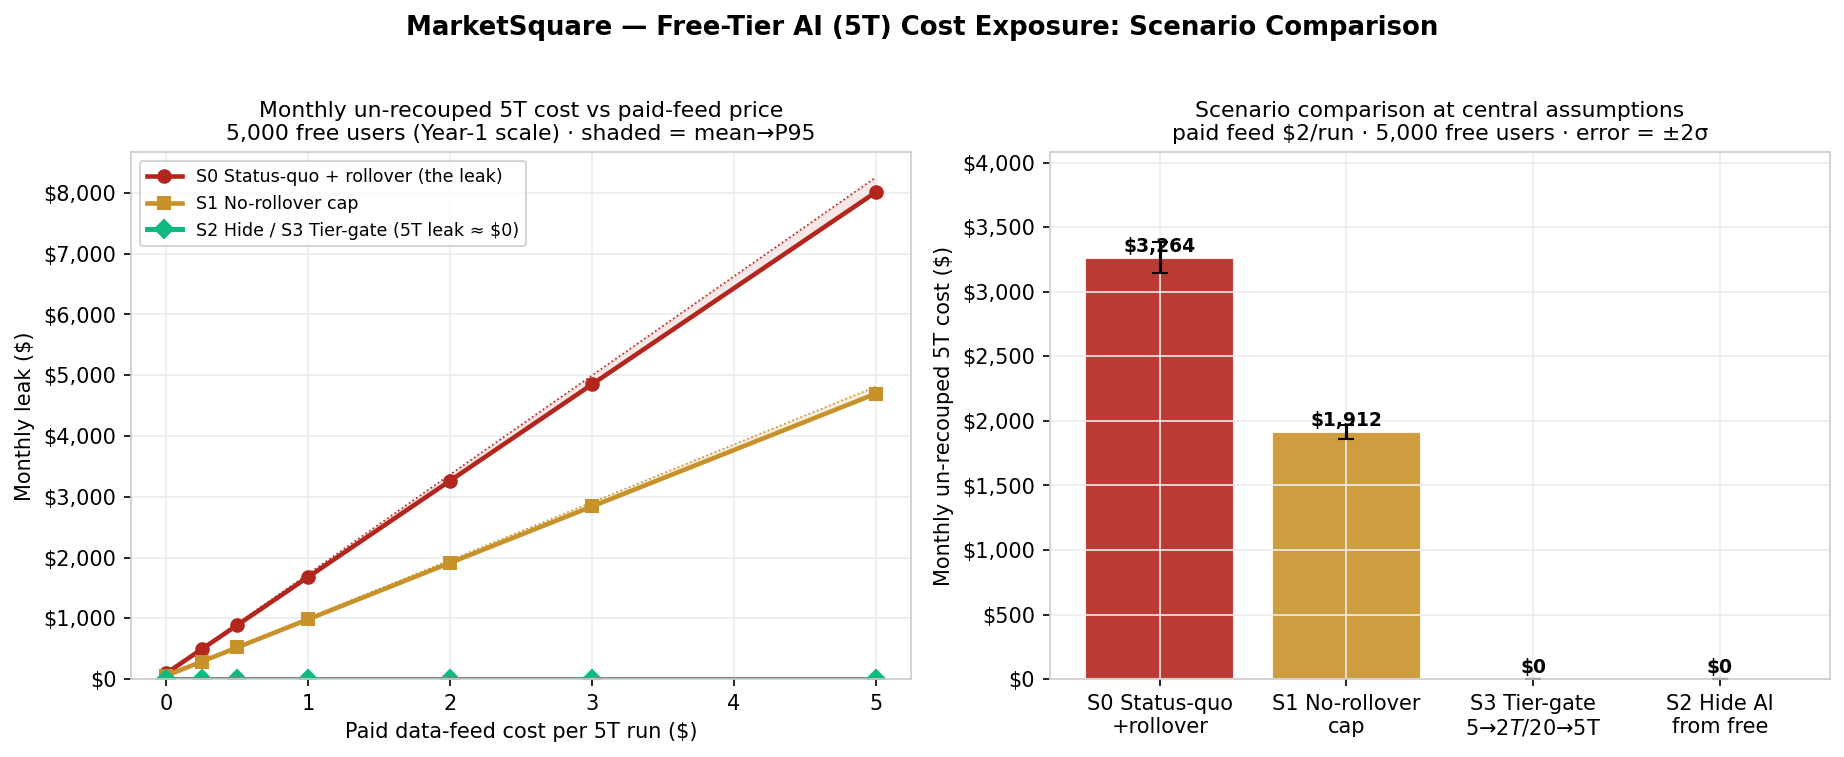 MarketSquare — Free-Tier AI (5T) Cost Exposure: Scenario Comparison
Monthly un-recouped 5T cost vs paid-feed price
5,000 free users (Year-1 scale) · shaded = mean→P95
S0 Status-quo + rollover (the leak)
S1 No-rollover cap
S2 Hide / S3 Tier-gate (5T leak ≈ $0)
Monthly leak ($)
$8,000
$7,000
$6,000
$5,000
$4,000
$3,000
$2,000
$1,000
$0
0
1
2
3
4
5
Paid data-feed cost per 5T run ($)
Scenario comparison at central assumptions
paid feed $2/run · 5,000 free users · error = ±2σ
Monthly un-recouped 5T cost ($)
$4,000
$3,500
$3,000
$2,500
$2,000
$1,500
$1,000
$500
$0
$3,264
$1,912
$0
$0
S0 Status-quo
+rollover
S1 No-rollover
cap
S3 Tier-gate
5→2T/20→5T
S2 Hide AI
from free